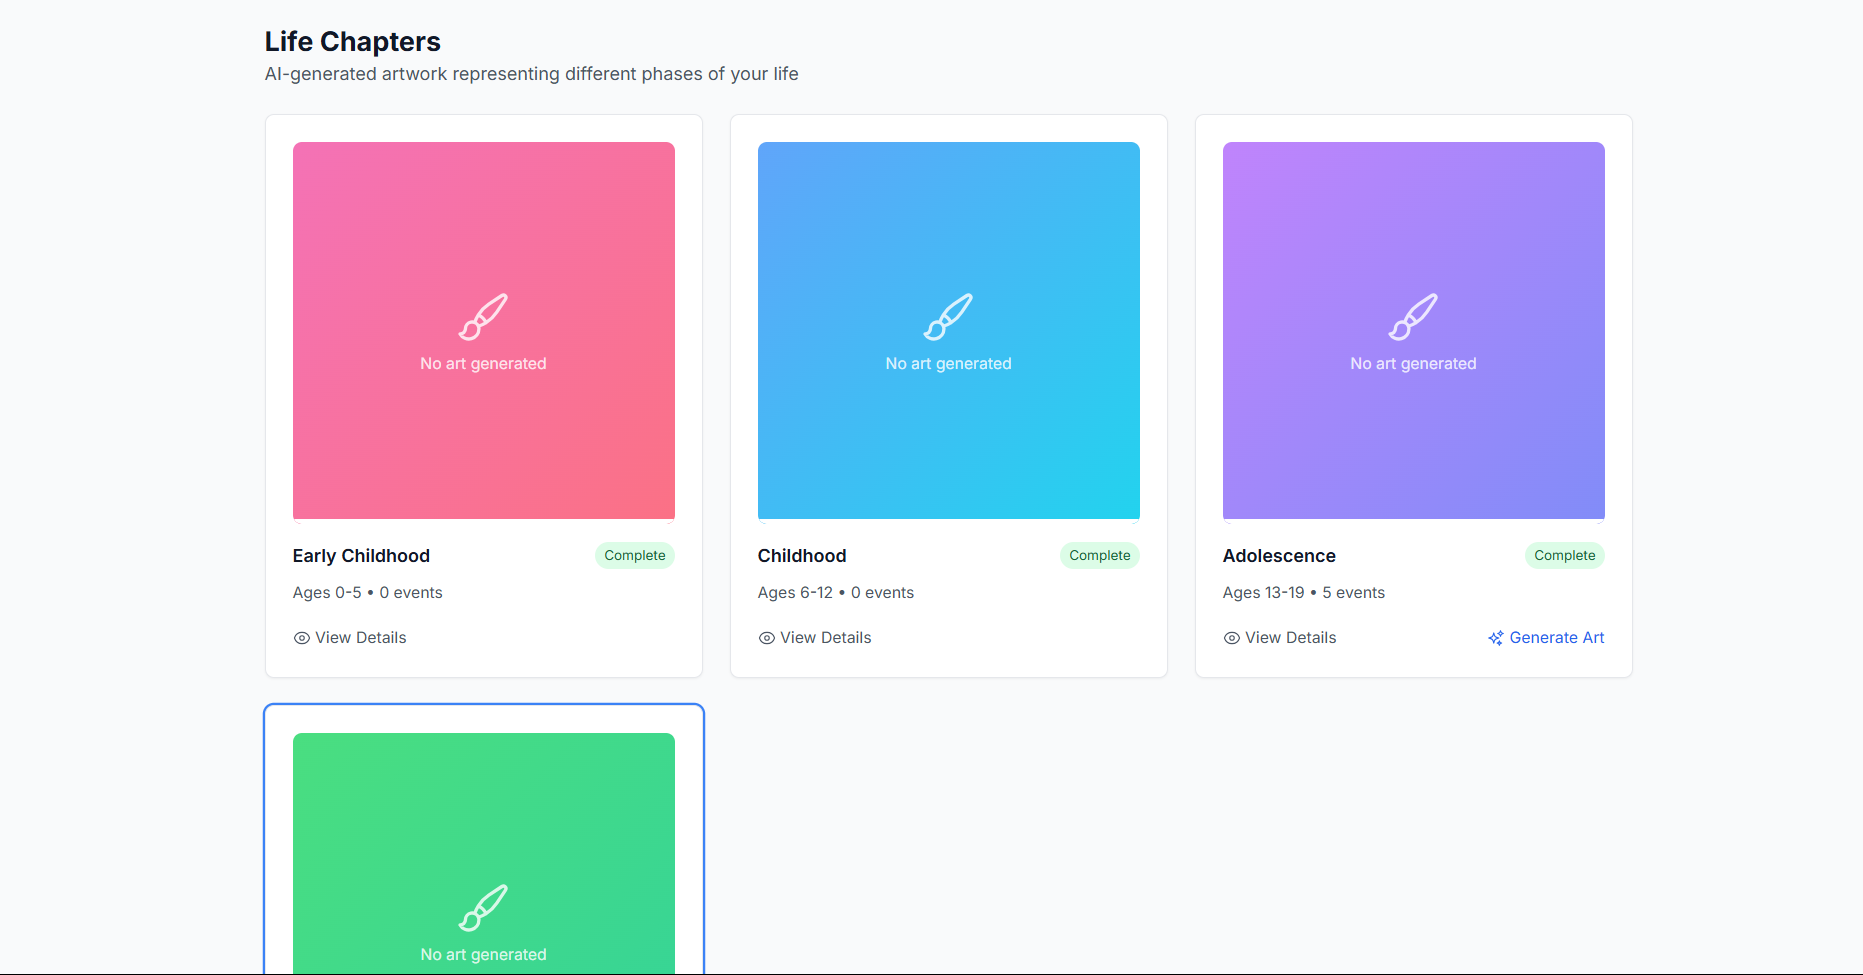 Life Chapters
AI-generated artwork representing different phases of your life
No art generated
No art generated
No art generated
Early Childhood
Complete
Ages 0-5 • 0 events
View Details
Childhood
Complete
Ages 6-12 • 0 events
View Details
Adolescence
Complete
Ages 13-19 • 5 events
View Details
Generate Art
No art generated